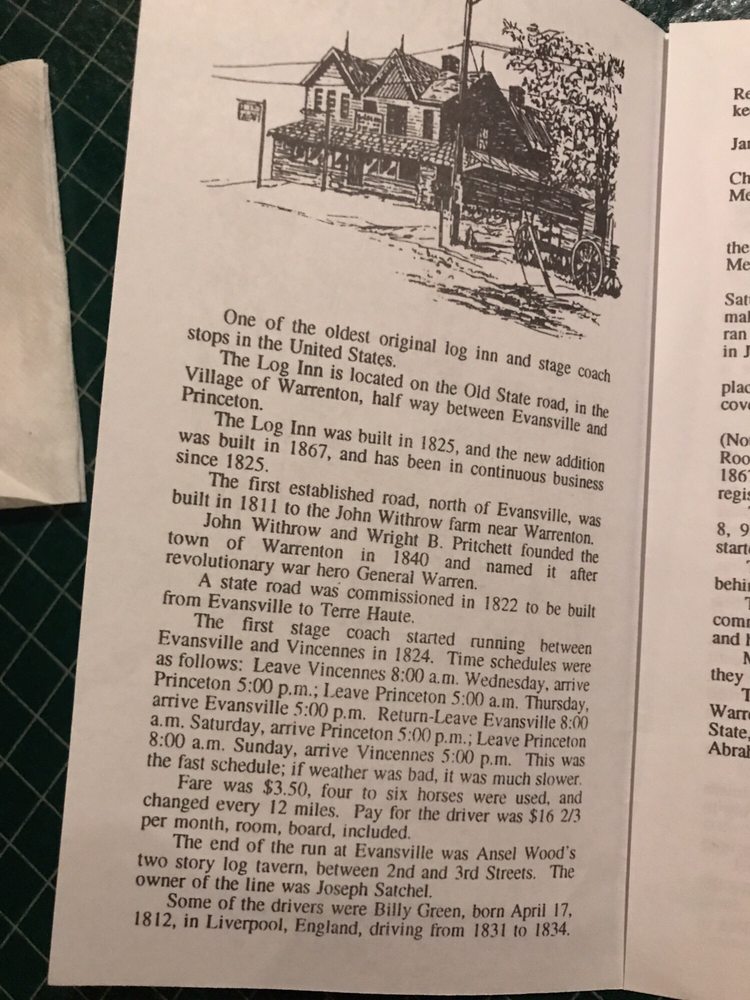 One of the oldest original log inn and stage coach
stops in the United States.
The Log Inn is located on the Old State road, in the
Village of Warrenton, half way between Evansville and
Princeton.
The Log Inn was built in 1825, and the new addition
was built in 1867, and has been in continuous business
since 1825.
The first established road, north of Evansville, was
built in 1811 to the John Withrow farm near Warrenton.
John Withrow and Wright B. Pritchett founded the
town of Warrenton in 1840 and named it after
revolutionary war hero General Warren.
A state road was commissioned in 1822 to be built
from Evansville to Terre Haute.
The first stage coach started running between
Evansville and Vincennes in 1824. Time schedules were
as follows: Leave Vincennes 8:00 a.m. Wednesday, arrive
Princeton 5:00 p.m.; Leave Princeton 5:00 a.m. Thursday,
arrive Evansville 5:00 p.m. Return-Leave Evansville 8:00
a.m. Saturday, arrive Princeton 5:00 p.m.; Leave Princeton
8:00 a.m. Sunday, arrive Vincennes 5:00 p.m. This was
the fast schedule; if weather was bad, it was much slower.
Fare was $3.50, four to six horses were used, and
changed every 12 miles. Pay for the driver was $16 2/3
per month, room, board, included.
The end of the run at Evansville was Ansel Wood's
two story log tavern, between 2nd and 3rd Streets. The
owner of the line was Joseph Satchel.
Some of the drivers were Billy Green, born April 17,
1812, in Liverpool, England, driving from 1831 to 1834.
the
ran
in J
(No
186
8, 9
start
behi
and
they
State,